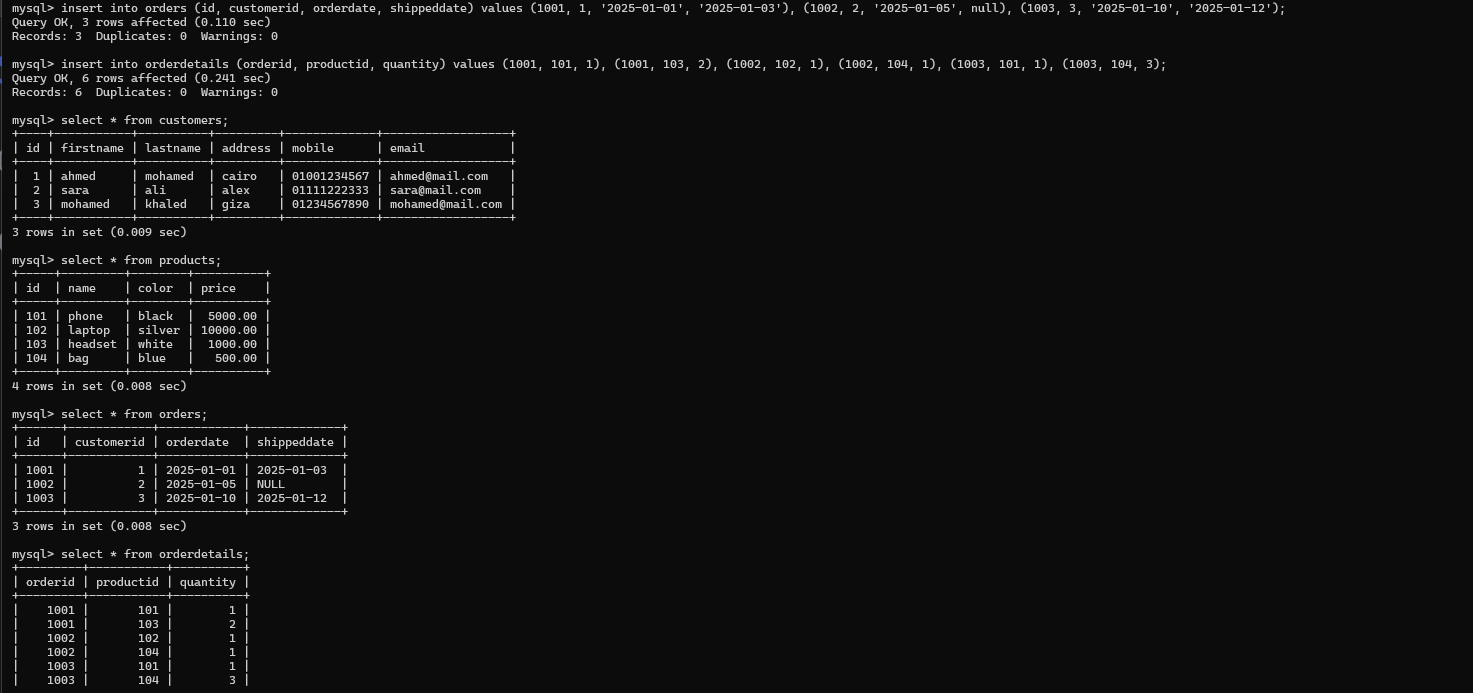 mysql> insert into orders (id, customerid, orderdate, shippeddate) values (1001, 1, '2025-01-01', '2025-01-03'), (1002, 2, '2025-01-05', null), (1003, 3, '2025-01-10', '2025-01-12');
Query OK, 3 rows affected (0.110 sec)
Records: 3  Duplicates: 0  Warnings: 0

mysql> insert into orderdetails (orderid, productid, quantity) values (1001, 101, 1), (1001, 103, 2), (1002, 102, 1), (1002, 104, 1), (1003, 101, 1), (1003, 104, 3);
Query OK, 6 rows affected (0.241 sec)
Records: 6  Duplicates: 0  Warnings: 0

mysql> select * from customers;
+----+-----------+----------+---------+-------------+------------------+
| id | firstname | lastname | address | mobile      | email            |
+----+-----------+----------+---------+-------------+------------------+
|  1 | ahmed     | mohamed  | cairo   | 01001234567 | ahmed@mail.com   |
|  2 | sara      | ali      | alex    | 01111222333 | sara@mail.com    |
|  3 | mohamed   | khaled   | giza    | 01234567890 | mohamed@mail.com |
+----+-----------+----------+---------+-------------+------------------+
3 rows in set (0.009 sec)

mysql> select * from products;
+-----+---------+--------+----------+
| id  | name    | color  | price    |
+-----+---------+--------+----------+
| 101 | phone   | black  |  5000.00 |
| 102 | laptop  | silver | 10000.00 |
| 103 | headset | white  |  1000.00 |
| 104 | bag     | blue   |   500.00 |
+-----+---------+--------+----------+
4 rows in set (0.008 sec)

mysql> select * from orders;
+------+------------+------------+-------------+
| id   | customerid | orderdate  | shippeddate |
+------+------------+------------+-------------+
| 1001 |          1 | 2025-01-01 | 2025-01-03  |
| 1002 |          2 | 2025-01-05 | NULL        |
| 1003 |          3 | 2025-01-10 | 2025-01-12  |
+------+------------+------------+-------------+
3 rows in set (0.008 sec)

mysql> select * from orderdetails;
+---------+-----------+----------+
| orderid | productid | quantity |
+---------+-----------+----------+
|    1001 |       101 |        1 |
|    1001 |       103 |        2 |
|    1002 |       102 |        1 |
|    1002 |       104 |        1 |
|    1003 |       101 |        1 |
|    1003 |       104 |        3 |